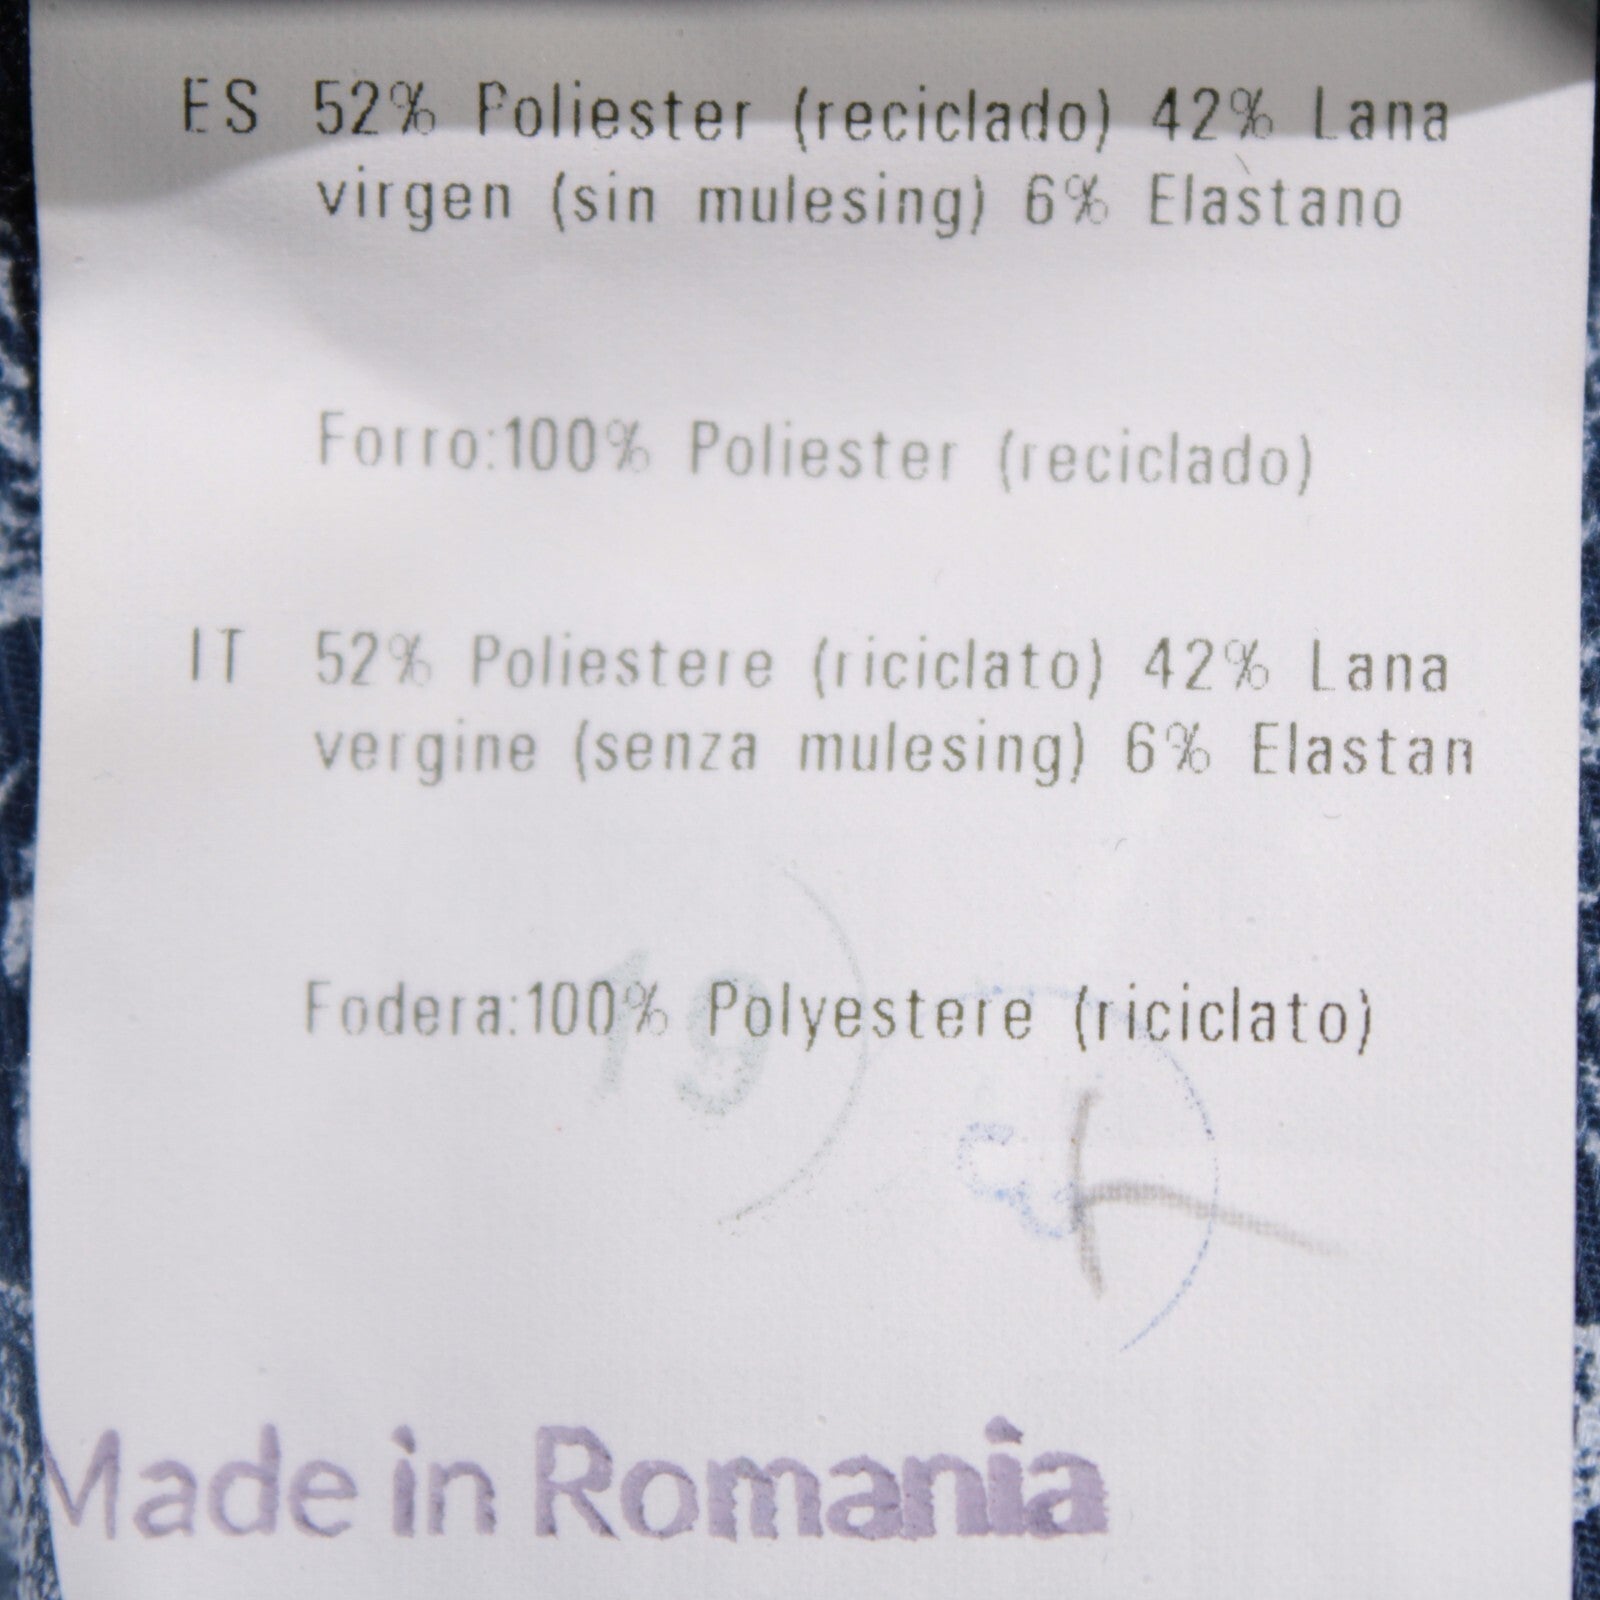 ES 52% Poliester (reciclado) 42% Lana
virgen (sin mulesing) 6% Elastano
Forro:100% Poliester (reciclado)
IT 52% Poliestere (riciclato) 42% Lana
vergine (senza mulesing) 6% Elastan
Fodera:100% Polyestere (riciclato)
19
Made in Romania